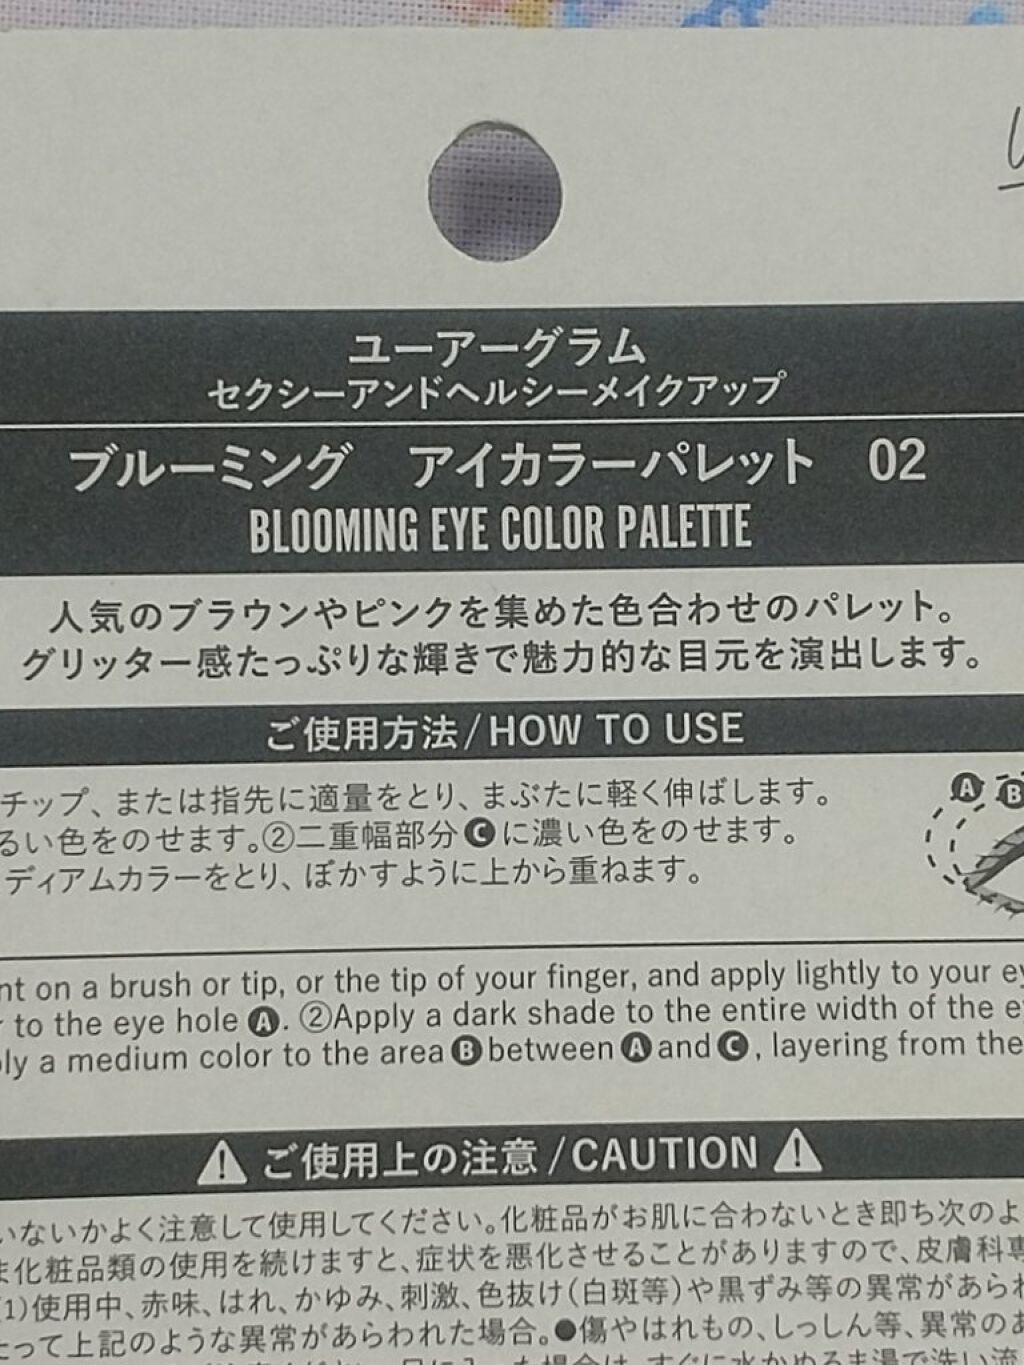 ユーアーグラム
セクシーアンドヘルシーメイクアップ
ブルーミング　アイカラーパレット　02
BLOOMING EYE COLOR PALETTE
人気のブラウンやピンクを集めた色合わせのパレット。
グリッター感たっぷりな輝きで魅力的な目元を演出します。
ご使用方法/HOW TO USE
チップ、または指先に適量をとり、まぶたに軽く伸ばします。
るい色をのせます。②二重幅部分Ⓒに濃い色をのせます。
ディアムカラーをとり、ぼかすように上から重ねます。
A B
nt on a brush or tip, or the tip of your finger, and apply lightly to your ey
r to the eye hole Ⓐ. ②Apply a dark shade to the entire width of the e
ply a medium color to the area Ⓑ between Ⓐ and Ⓒ, layering from the
⚠ ご使用上の注意/CAUTION ⚠
いないかよく注意して使用してください。化粧品がお肌に合わないとき即ち次のよ
ま化粧品類の使用を続けますと、症状を悪化させることがありますので、皮膚科専
(1)使用中、赤味、はれ、かゆみ、刺激、色抜け(白斑等)や黒ずみ等の異常があらわ
たって上記のような異常があらわれた場合。●傷やはれもの、しっしん等、異常のあ